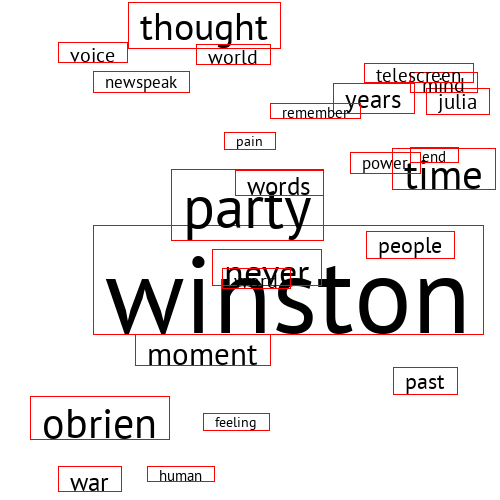 thought
voice
world
newspeak
telescreen
mind
years
julia
remember
pain
end
power
time
words
party
people
never
word
winston
moment
past
obrien
feeling
war
human